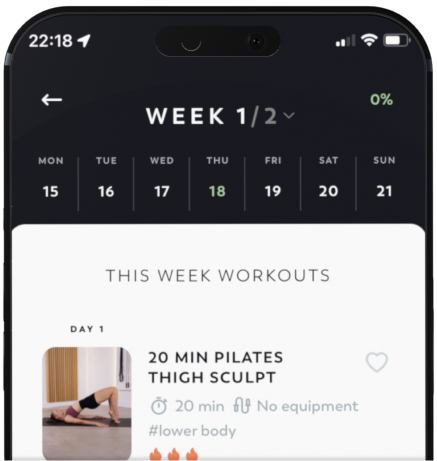 22:18
0%
WEEK 1/2
MON TUE WED THU FRI SAT SUN
15 16 17 18 19 20 21
THIS WEEK WORKOUTS
DAY 1
20 MIN PILATES
THIGH SCULPT
20 min No equipment
#lower body